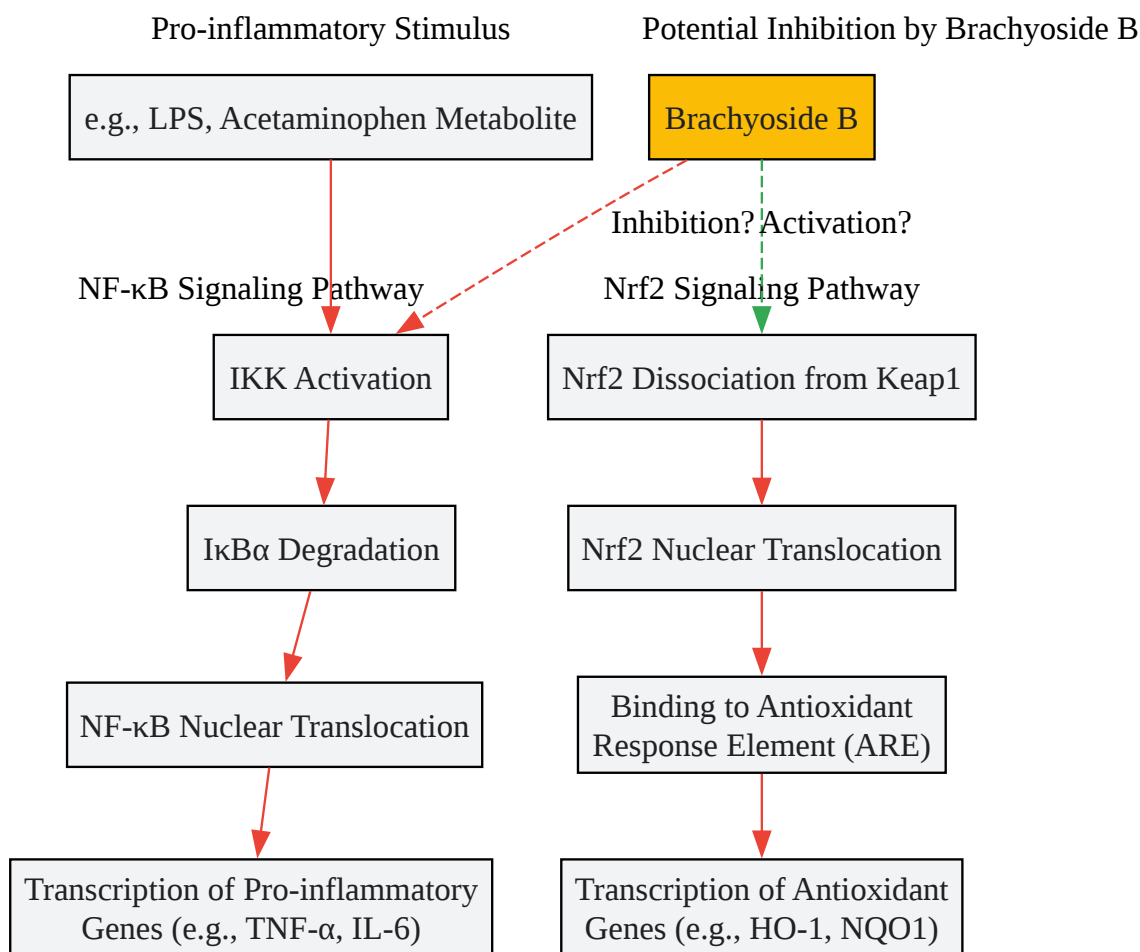 Pro-inflammatory Stimulus
Potential Inhibition by Brachyoside B
e.g., LPS, Acetaminophen Metabolite
Brachyoside B
Inhibition?
Activation?
NF-κB Signaling Pathway
Nrf2 Signaling Pathway
IKK Activation
Nrf2 Dissociation from Keap1
IκBα Degradation
Nrf2 Nuclear Translocation
NF-κB Nuclear Translocation
Binding to Antioxidant
Response Element (ARE)
Transcription of Pro-inflammatory
Genes (e.g., TNF-α, IL-6)
Transcription of Antioxidant
Genes (e.g., HO-1, NQO1)